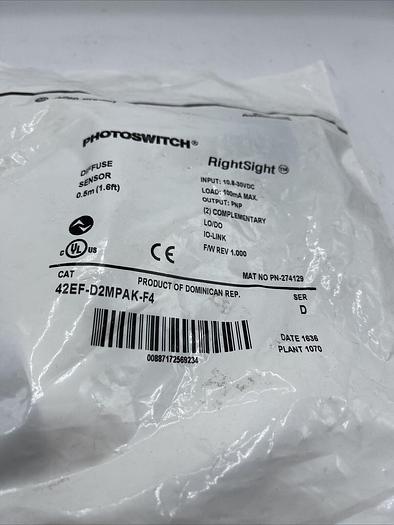 PHOTOSWITCH®
RightSight™
DIFFUSE
SENSOR
0.5m (1.6ft)
INPUT: 10.8-30VDC
LOAD: 100mA MAX.
OUTPUT: PNP
(2) COMPLEMENTARY
LO/DO
IO-LINK
F/W REV 1.000
C UL US
CE
MAT NO PN-274129
CAT
PRODUCT OF DOMINICAN REP.
SER
42EF-D2MPAK-F4
D
00887172569234
DATE 1636
PLANT 1070